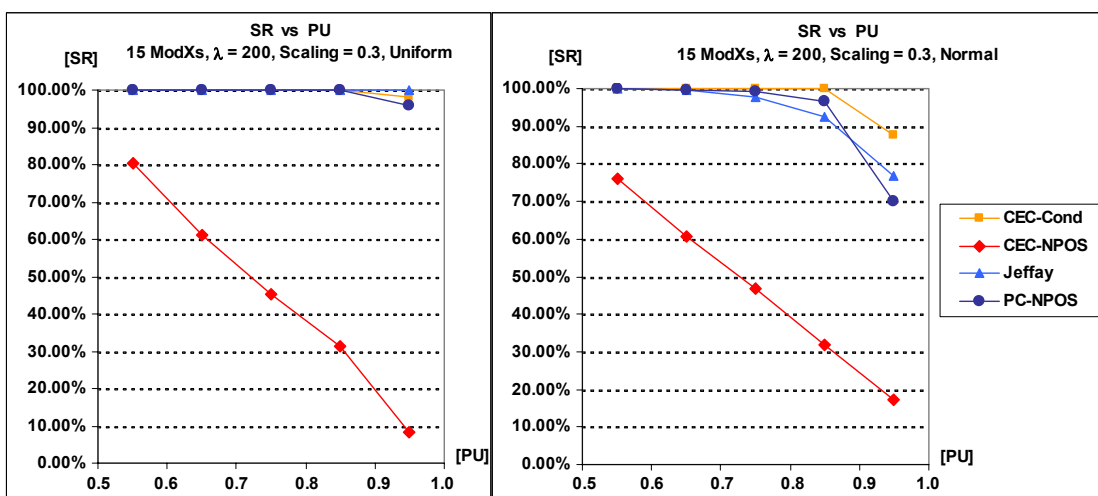 SR vs PU
15 ModXs, λ = 200, Scaling = 0.3, Uniform
[SR]
100.00%
90.00%
80.00%
70.00%
60.00%
50.00%
40.00%
30.00%
20.00%
10.00%
0.00%
0.5 0.6 0.7 0.8 0.9 1.0
[PU]
SR vs PU
15 ModXs, λ = 200, Scaling = 0.3, Normal
[SR]
100.00%
90.00%
80.00%
70.00%
60.00%
50.00%
40.00%
30.00%
20.00%
10.00%
0.00%
0.5 0.6 0.7 0.8 0.9 1.0
[PU]
CEC-Cond
CEC-NPOS
Jeffay
PC-NPOS